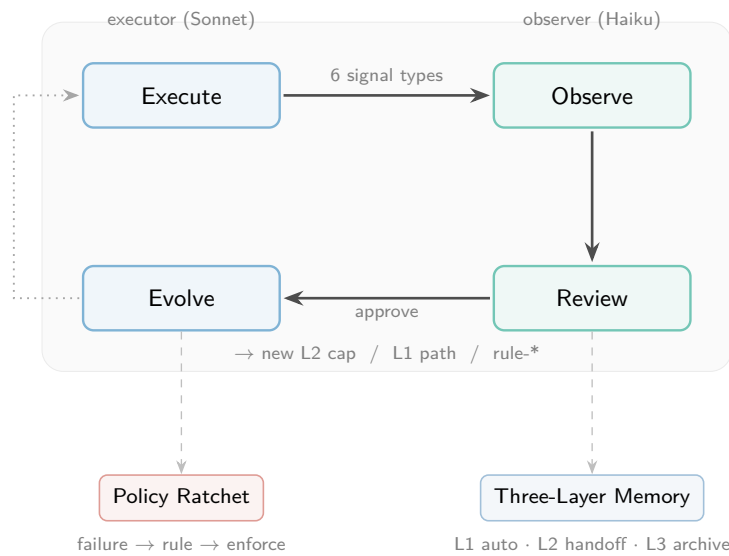 executor (Sonnet)
observer (Haiku)
Execute
6 signal types
Observe
Evolve
approve
Review
→ new L2 cap / L1 path / rule-*
Policy Ratchet
Three-Layer Memory
failure → rule → enforce
L1 auto · L2 handoff · L3 archive